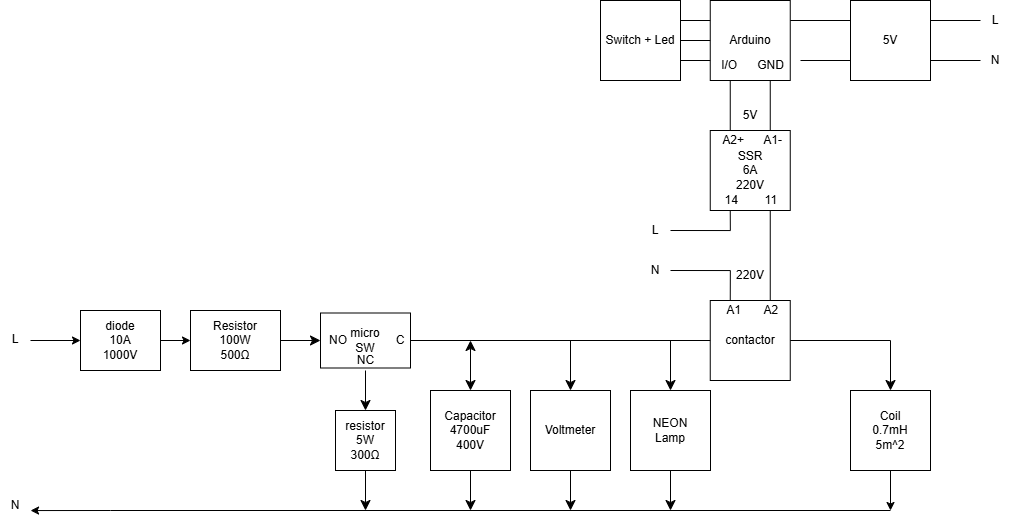 Switch + Led
Arduino
I/O GND
5V
L
N
5V
A2+ A1-
SSR
6A
220V
14 11
L
N
220V
A1 A2
contactor
L
diode
10A
1000V
Resistor
100W
500Ω
NO micro C
SW
NC
resistor
5W
300Ω
Capacitor
4700uF
400V
Voltmeter
NEON
Lamp
Coil
0.7mH
5m^2
N